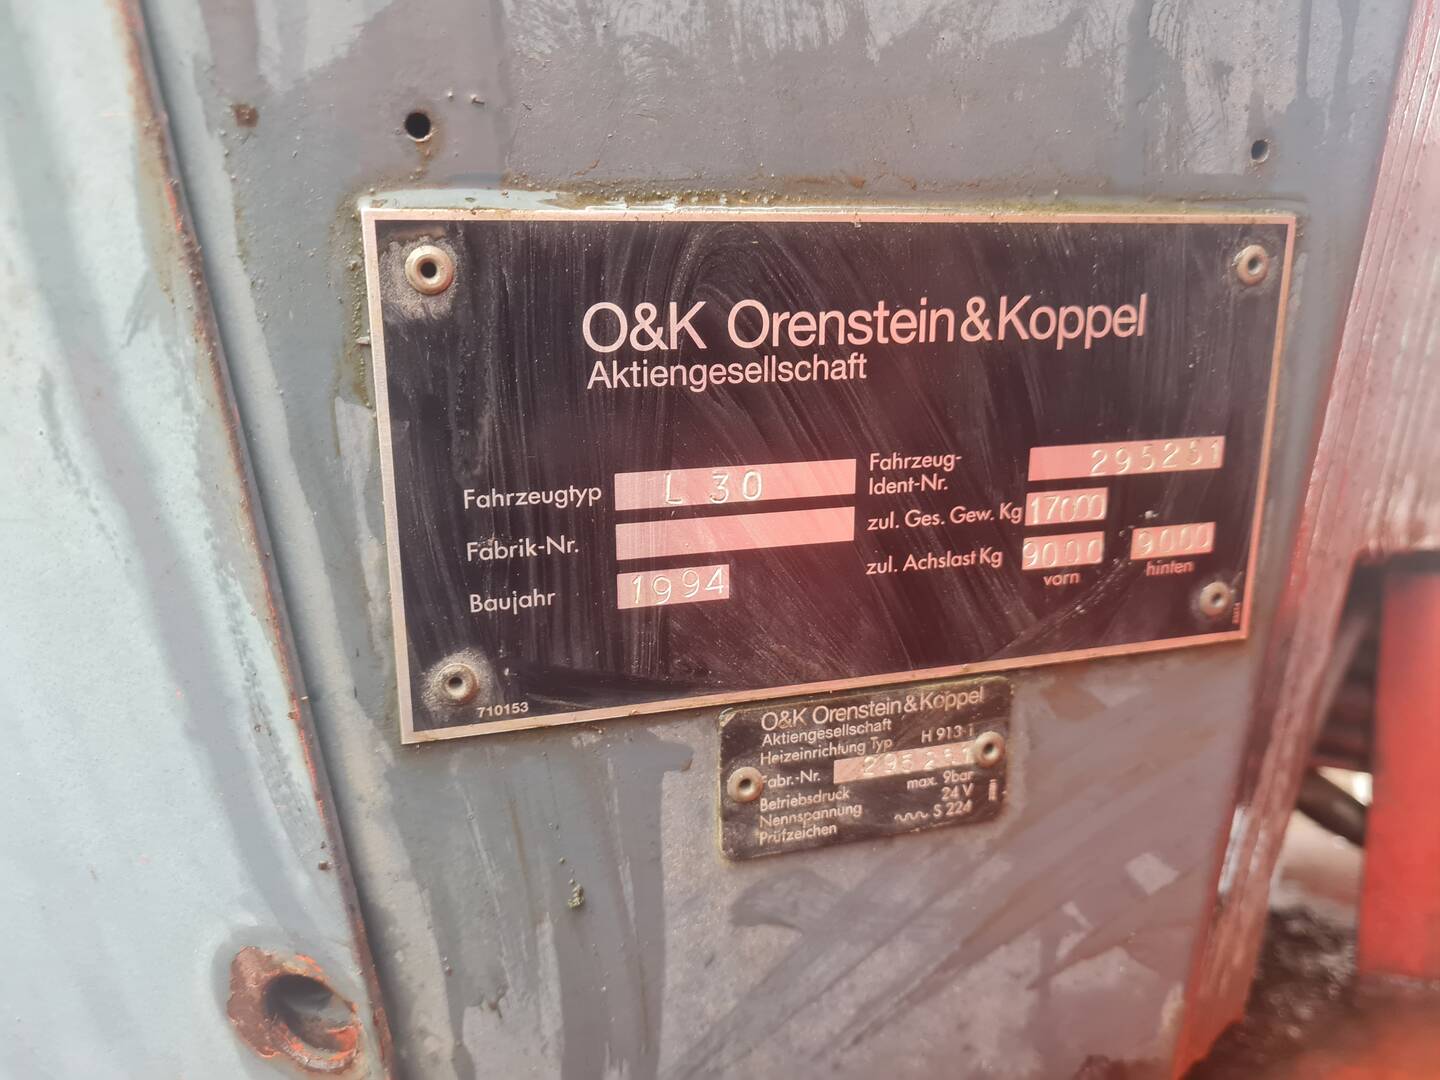 O&K Orenstein&Koppel
Aktiengesellschaft
Fahrzeugtyp L 30
Fabrik-Nr.
Baujahr 1994
Fahrzeug-
Ident-Nr. 295251
zul. Ges. Gew. Kg 17000
zul. Achslast Kg 9000 9000
vorn hinten
710153
O&K Orenstein&Koppel
Aktiengesellschaft
Heizeinrichtung Typ H 913-1
Fabr.-Nr. 295251
Betriebsdruck max. 9bar
Nennspannung 24 V
Prüfzeichen S 224